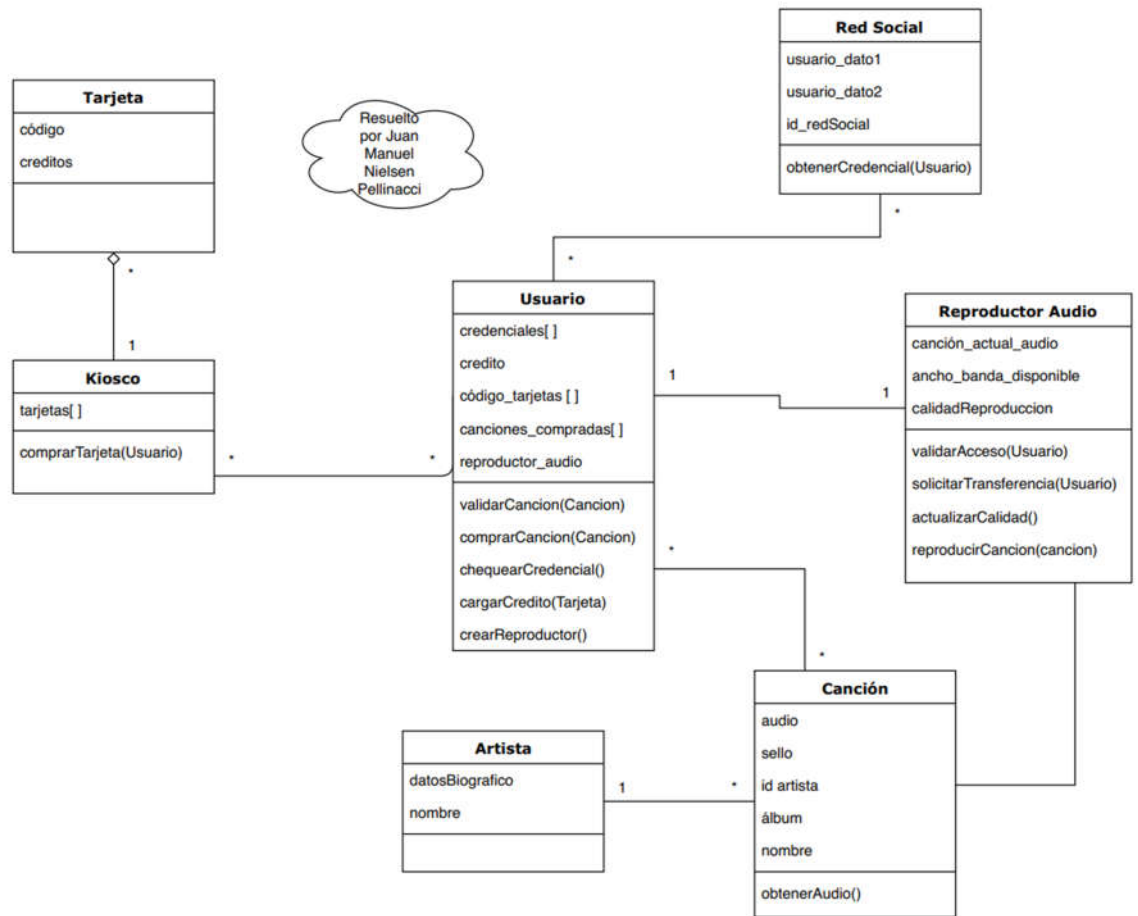 Red Social
usuario_dato1
usuario_dato2
id_redSocial
obtenerCredencial(Usuario)
*
Tarjeta
código
creditos
*
1
Resuelto
por Juan
Manuel
Nielsen
Pellinacci
Kiosco
tarjetas[ ]
comprarTarjeta(Usuario)
*
*
*
Usuario
credenciales[ ]
credito
código_tarjetas [ ]
canciones_compradas[ ]
reproductor_audio
validarCancion(Cancion)
comprarCancion(Cancion)
chequearCredencial()
cargarCredito(Tarjeta)
crearReproductor()
1
1
Reproductor Audio
canción_actual_audio
ancho_banda_disponible
calidadReproduccion
validarAcceso(Usuario)
solicitarTransferencia(Usuario)
actualizarCalidad()
reproducirCancion(cancion)
*
*
Artista
datosBiografico
nombre
1
*
Canción
audio
sello
id artista
álbum
nombre
obtenerAudio()